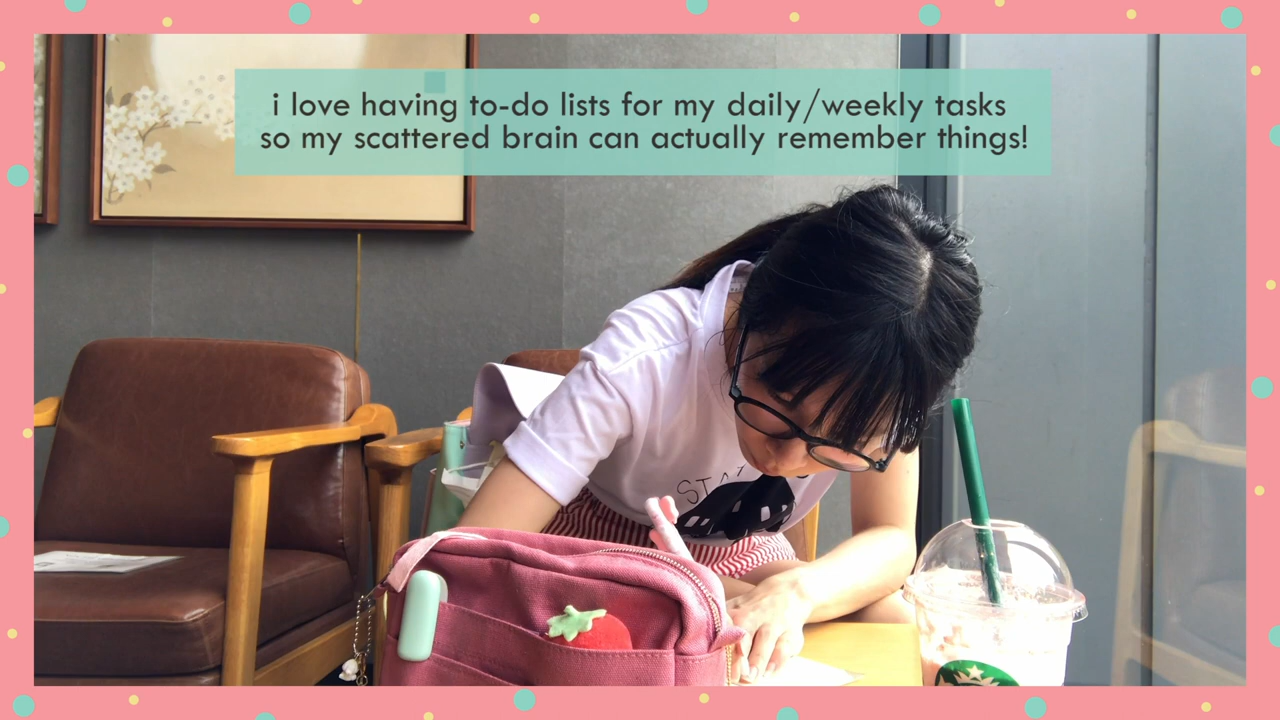 i love having to-do lists for my daily/weekly tasks
so my scattered brain can actually remember things!